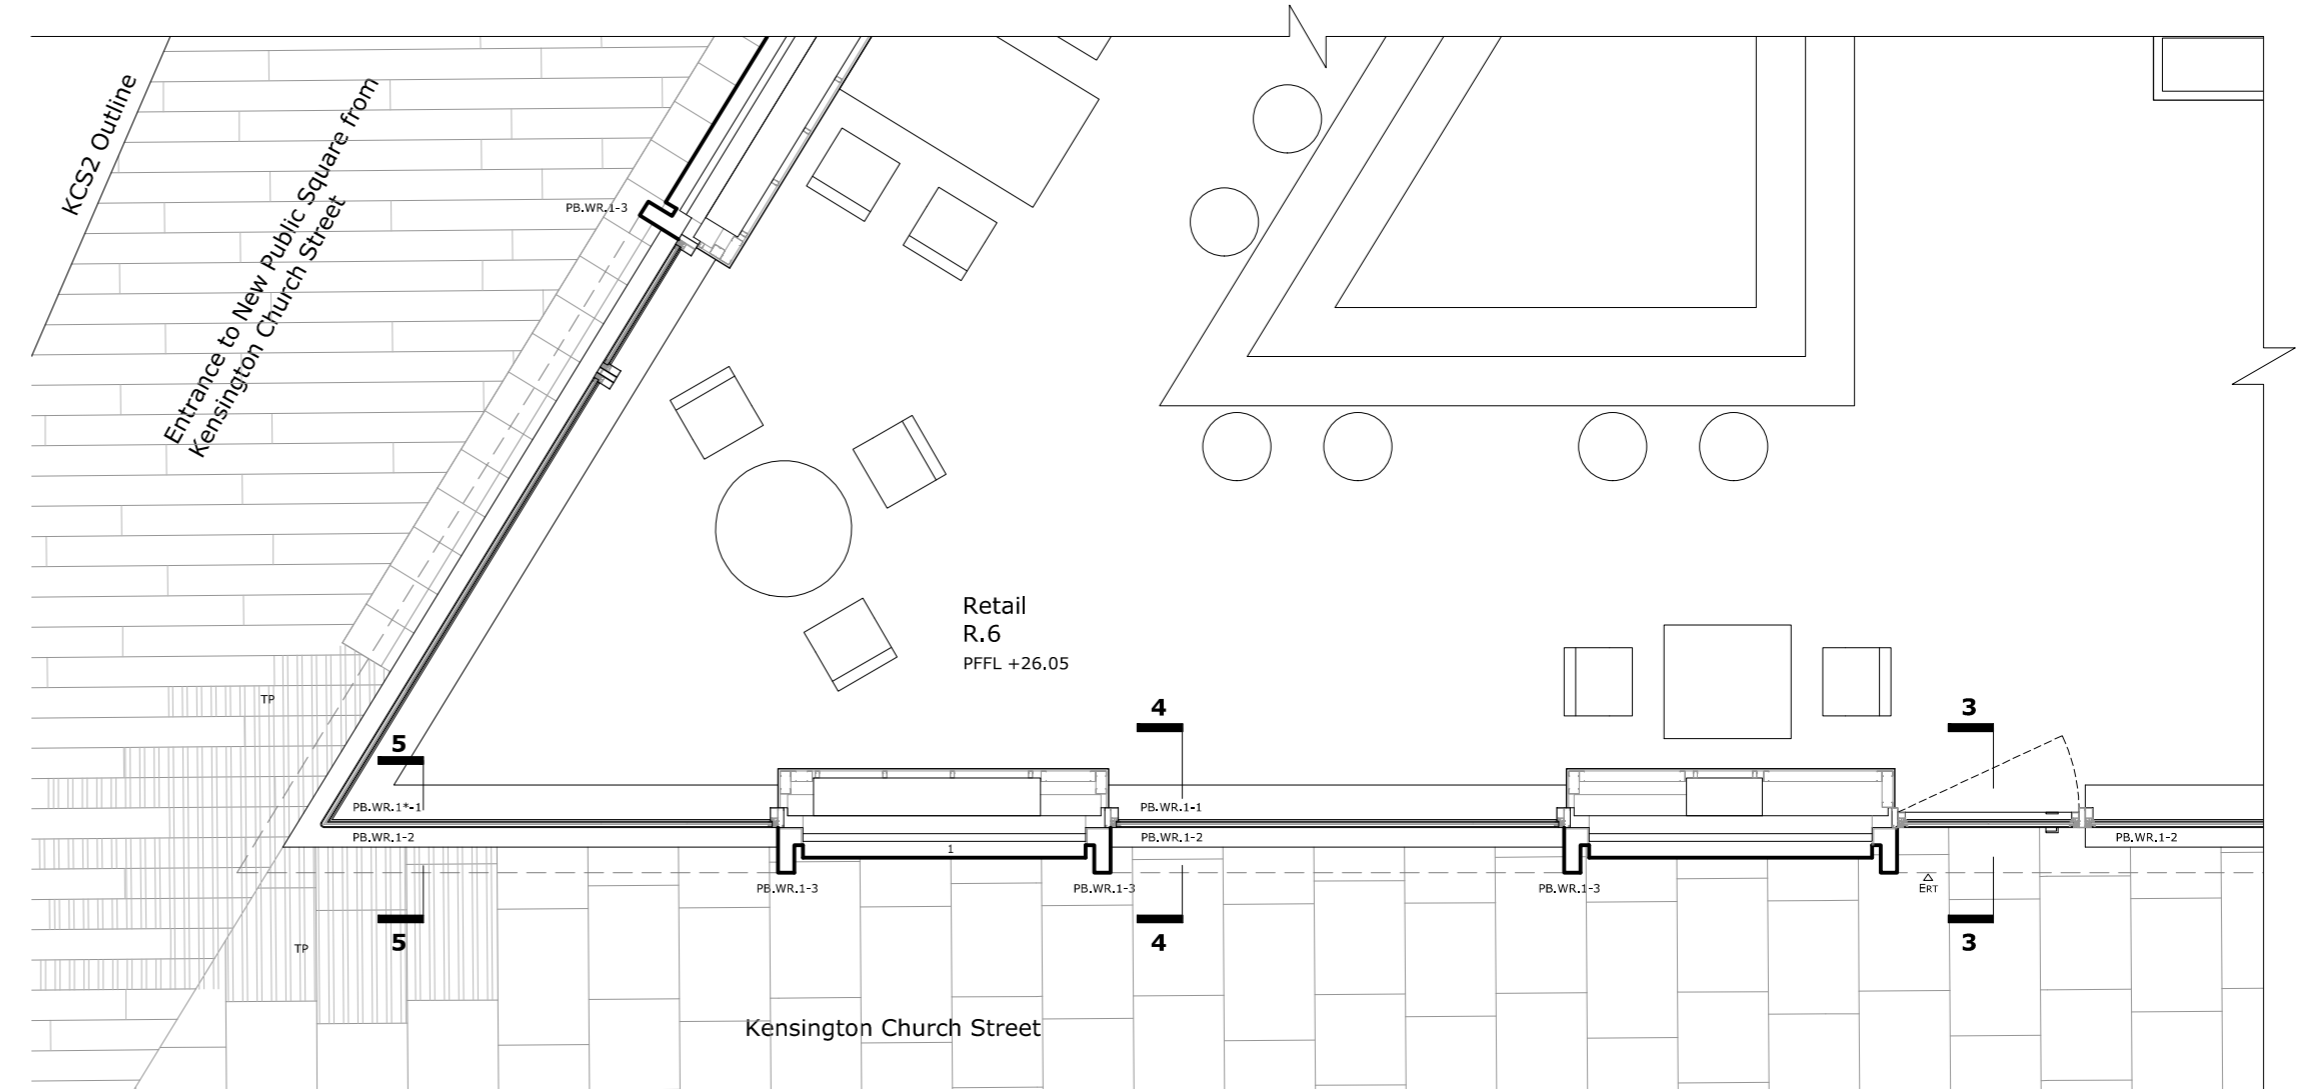 KCS2 Outline
Entrance to New Public Square from
Kensington Church Street
PB.WR.1-3
Retail
R.6
PFFL +26.05
TP
5
4
3
PB.WR.1*-1
PB.WR.1-1
PB.WR.1-2
PB.WR.1-2
PB.WR.1-2
1
PB.WR.1-3
PB.WR.1-3
PB.WR.1-3
ERT
5
4
3
TP
Kensington Church Street